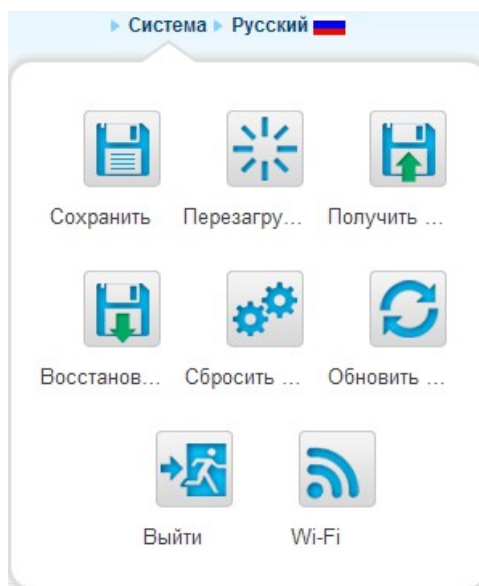 Система Русский
Сохранить Перезагру... Получить ...
Восстанов... Сбросить ... Обновить ...
Выйти Wi-Fi